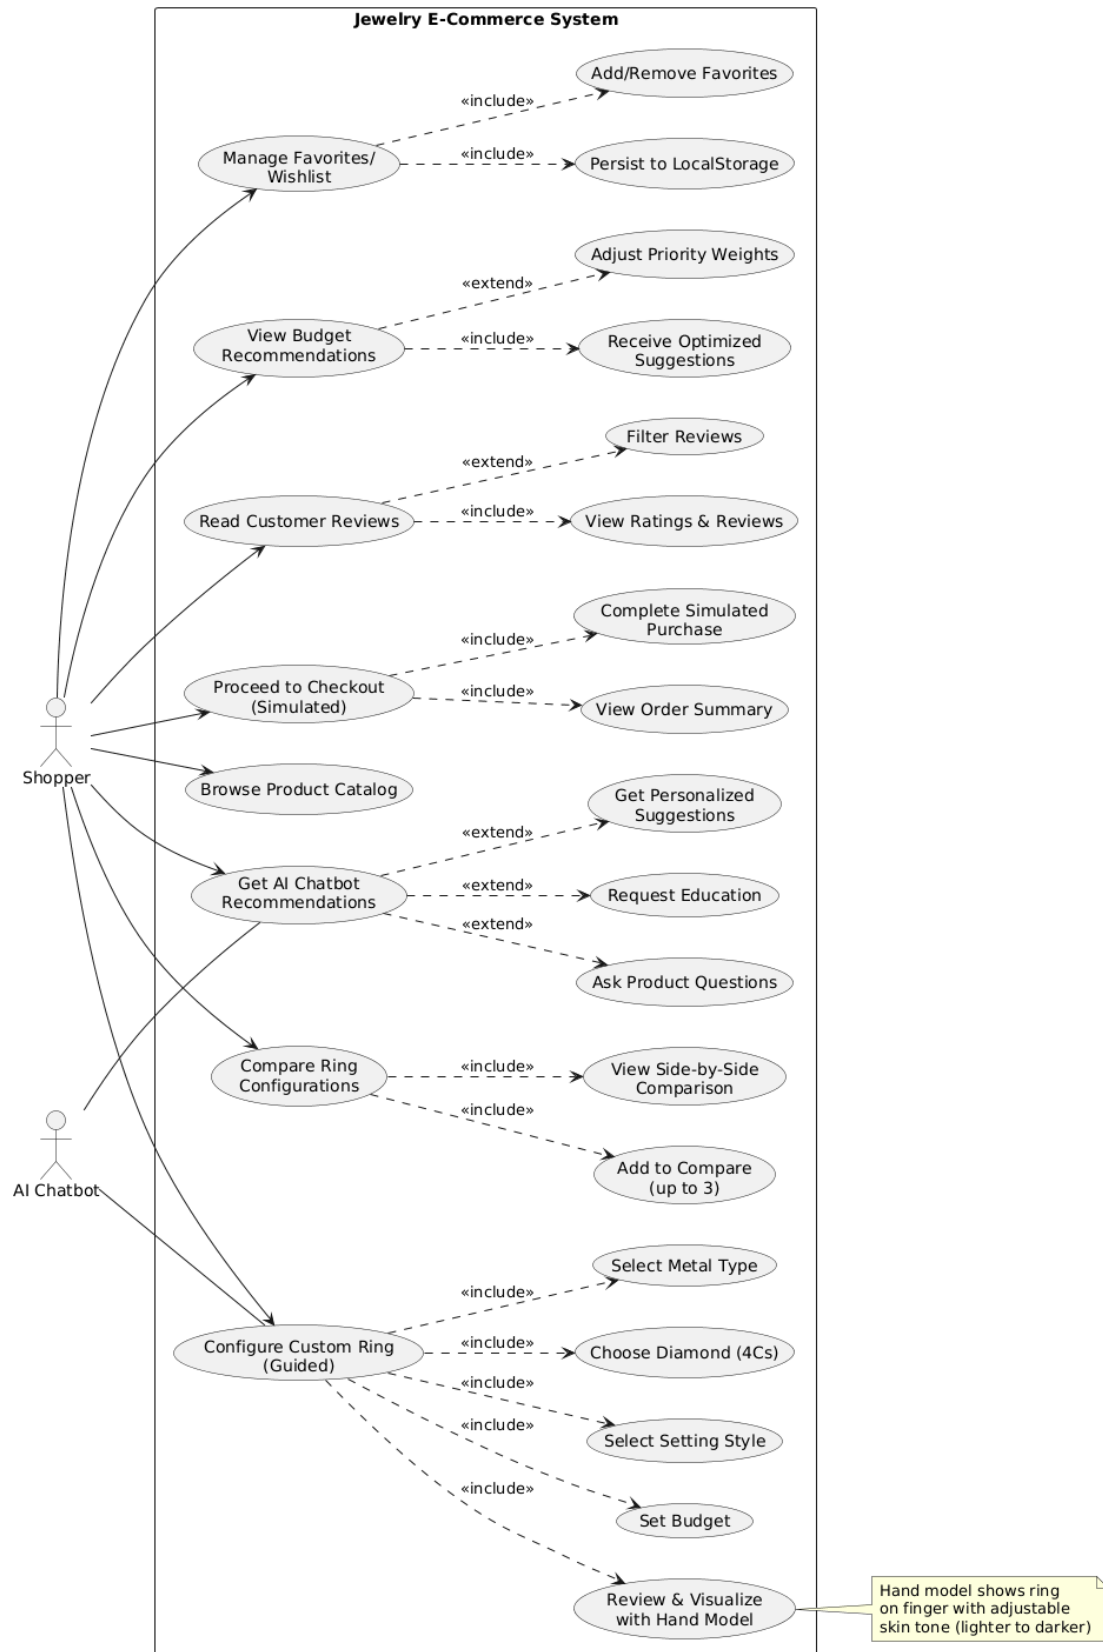 Jewelry E-Commerce System
Add/Remove Favorites
«include»
Manage Favorites/
Wishlist
«include»
Persist to LocalStorage
Adjust Priority Weights
«extend»
View Budget
Recommendations
«include»
Receive Optimized
Suggestions
Filter Reviews
«extend»
Read Customer Reviews
«include»
View Ratings & Reviews
Complete Simulated
Purchase
«include»
Proceed to Checkout
(Simulated)
«include»
View Order Summary
Shopper
Browse Product Catalog
Get Personalized
Suggestions
«extend»
Get AI Chatbot
Recommendations
«extend»
Request Education
«extend»
Ask Product Questions
Compare Ring
Configurations
«include»
View Side-by-Side
Comparison
«include»
Add to Compare
(up to 3)
AI Chatbot
Select Metal Type
«include»
Configure Custom Ring
(Guided)
«include»
Choose Diamond (4Cs)
«include»
Select Setting Style
«include»
Set Budget
«include»
Review & Visualize
with Hand Model
Hand model shows ring
on finger with adjustable
skin tone (lighter to darker)